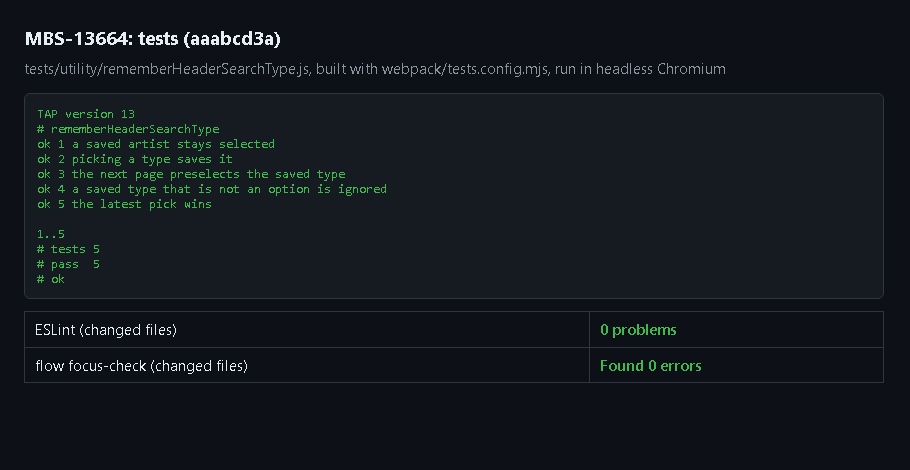 MBS-13664: tests (aaabcd3a)
tests/utility/rememberHeaderSearchType.js, built with webpack/tests.config.mjs, run in headless Chromium
TAP version 13
# rememberHeaderSearchType
ok 1 a saved artist stays selected
ok 2 picking a type saves it
ok 3 the next page preselects the saved type
ok 4 a saved type that is not an option is ignored
ok 5 the latest pick wins
1..5
# tests 5
# pass  5
# ok
ESLint (changed files) 0 problems
flow focus-check (changed files) Found 0 errors